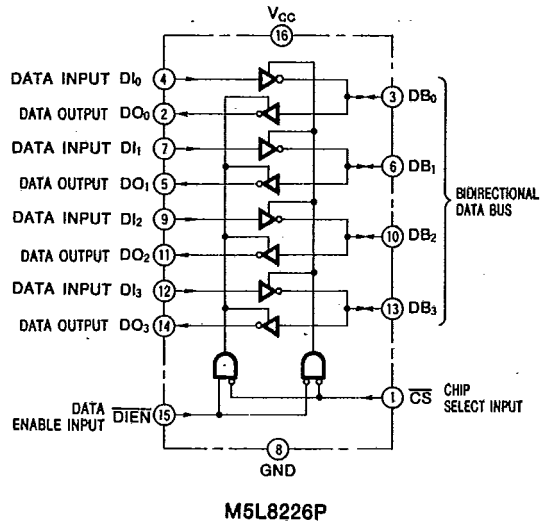 VCC
16
DATA INPUT DI0 4
DATA OUTPUT DO0 2
3 DB0
DATA INPUT DI1 7
DATA OUTPUT DO1 5
6 DB1
DATA INPUT DI2 9
DATA OUTPUT DO2 11
10 DB2
DATA INPUT DI3 12
DATA OUTPUT DO3 14
13 DB3
BIDIRECTIONAL
DATA BUS
DATA
ENABLE INPUT DIEN 15
1 CS CHIP
SELECT INPUT
8
GND
M5L8226P